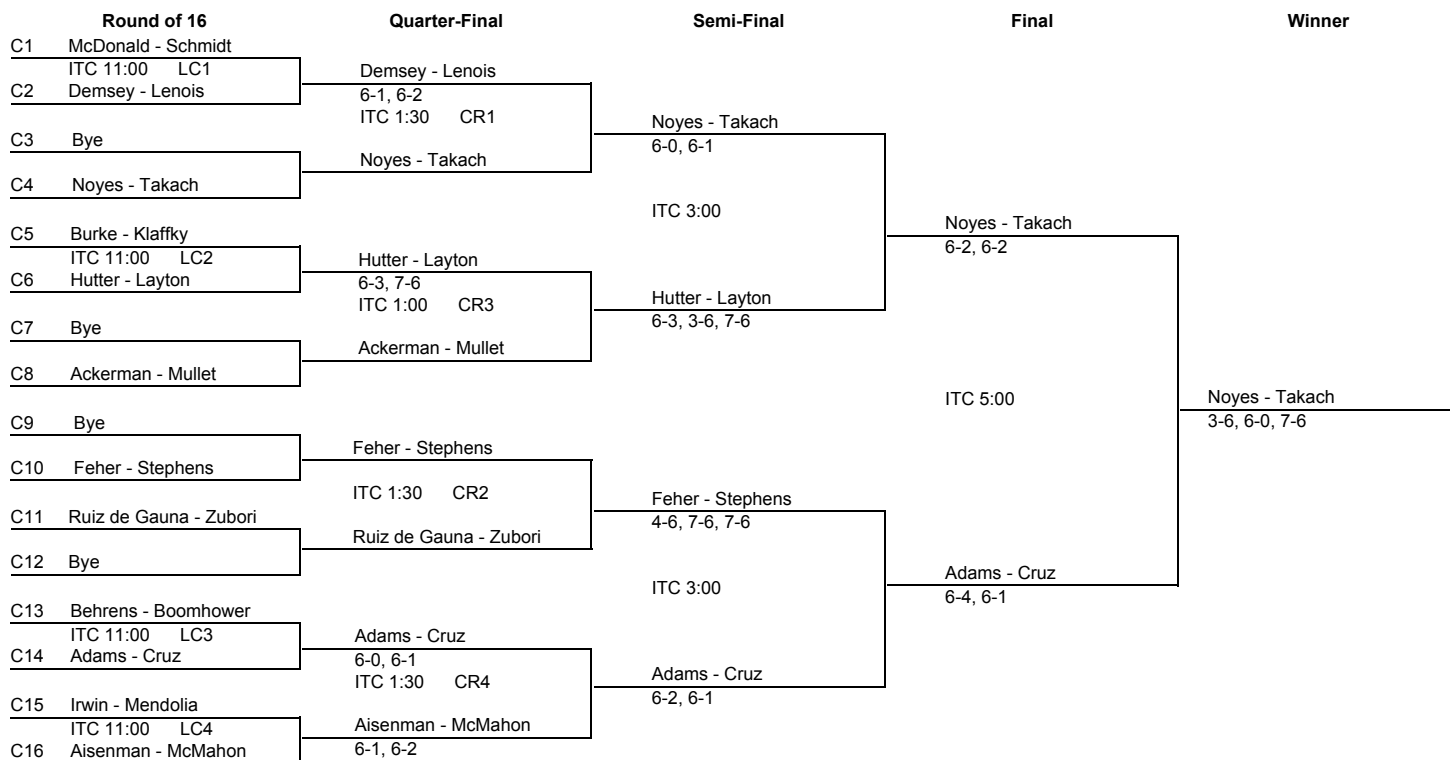 Round of 16 Quarter-Final Semi-Final Final Winner
C1 McDonald - Schmidt
ITC 11:00 LC1
C2 Demsey - Lenois
C3 Bye
C4 Noyes - Takach
C5 Burke - Klaffky
ITC 11:00 LC2
C6 Hutter - Layton
C7 Bye
C8 Ackerman - Mullet
C9 Bye
C10 Feher - Stephens
C11 Ruiz de Gauna - Zubori
C12 Bye
C13 Behrens - Boomhower
ITC 11:00 LC3
C14 Adams - Cruz
C15 Irwin - Mendolia
ITC 11:00 LC4
C16 Aisenman - McMahon
Demsey - Lenois
6-1, 6-2
ITC 1:30 CR1
Noyes - Takach
Hutter - Layton
6-3, 7-6
ITC 1:00 CR3
Ackerman - Mullet
Feher - Stephens
ITC 1:30 CR2
Ruiz de Gauna - Zubori
Adams - Cruz
6-0, 6-1
ITC 1:30 CR4
Aisenman - McMahon
6-1, 6-2
Noyes - Takach
6-0, 6-1
ITC 3:00
Hutter - Layton
6-3, 3-6, 7-6
Feher - Stephens
4-6, 7-6, 7-6
ITC 3:00
Adams - Cruz
6-2, 6-1
Noyes - Takach
6-2, 6-2
ITC 5:00
Adams - Cruz
6-4, 6-1
Noyes - Takach
3-6, 6-0, 7-6